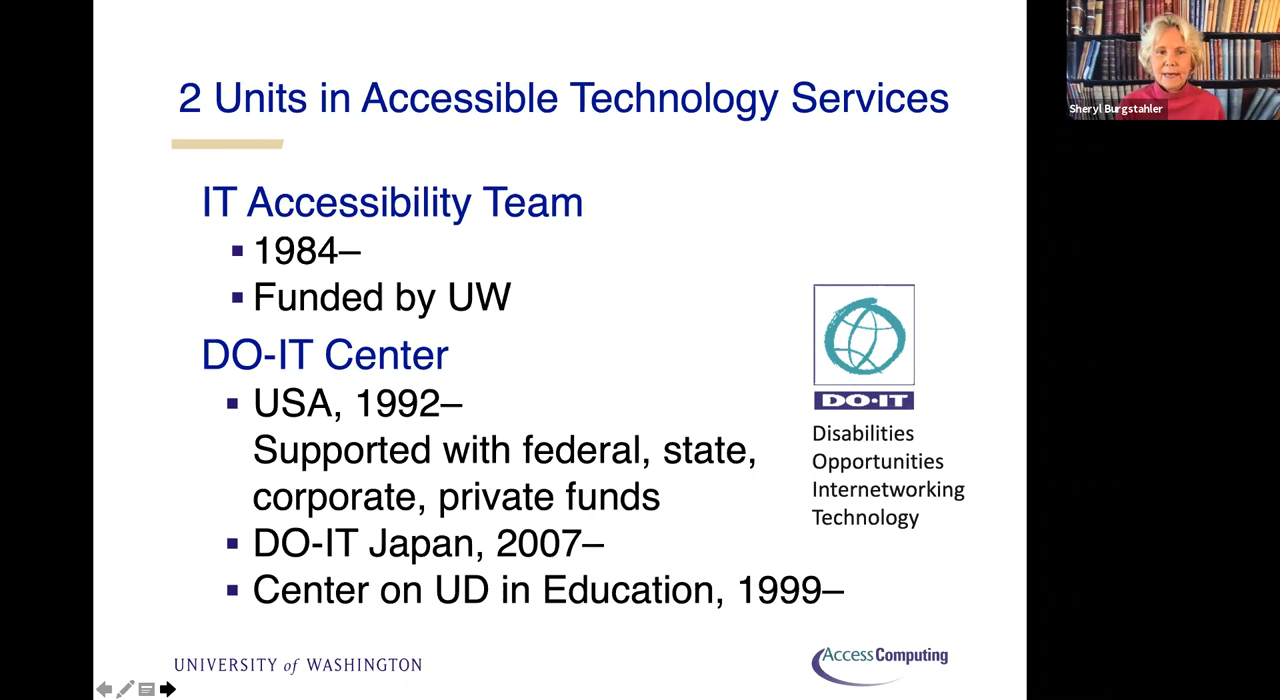 2 Units in Accessible Technology Services
Sheryl Burgstahler
IT Accessibility Team
▪ 1984–
▪ Funded by UW
DO-IT Center
▪ USA, 1992–
Supported with federal, state,
corporate, private funds
▪ DO-IT Japan, 2007–
▪ Center on UD in Education, 1999–
DO•IT
Disabilities
Opportunities
Internetworking
Technology
UNIVERSITY of WASHINGTON
AccessComputing